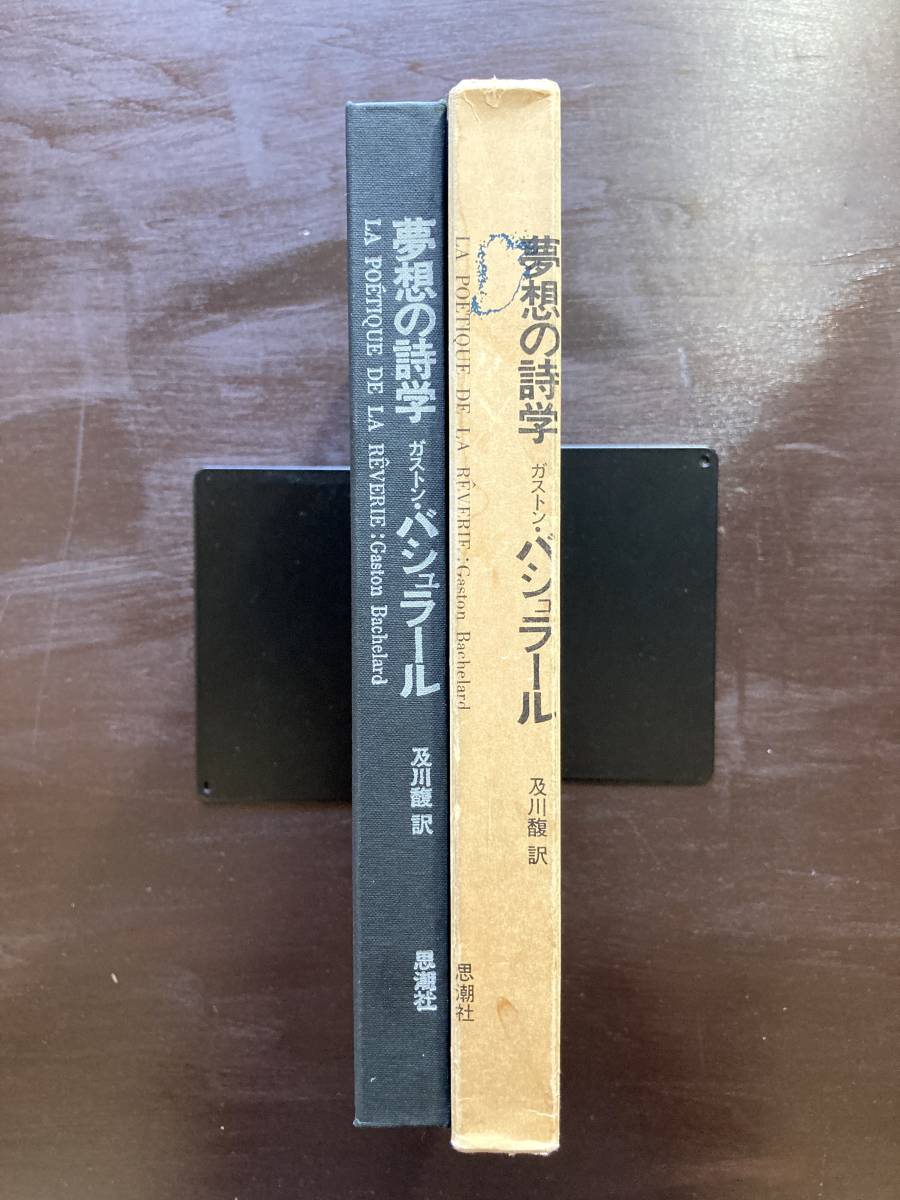 夢想の詩学 ガストン・バシュラール 及川馥 訳 思潮社
LA POÉTIQUE DE LA RÊVERIE:Gaston Bachelard
夢想の詩学 ガストン・バシュラール 及川馥 訳
LA POÉTIQUE DE LA RÊVERIE:Gaston Bachelard
思潮社